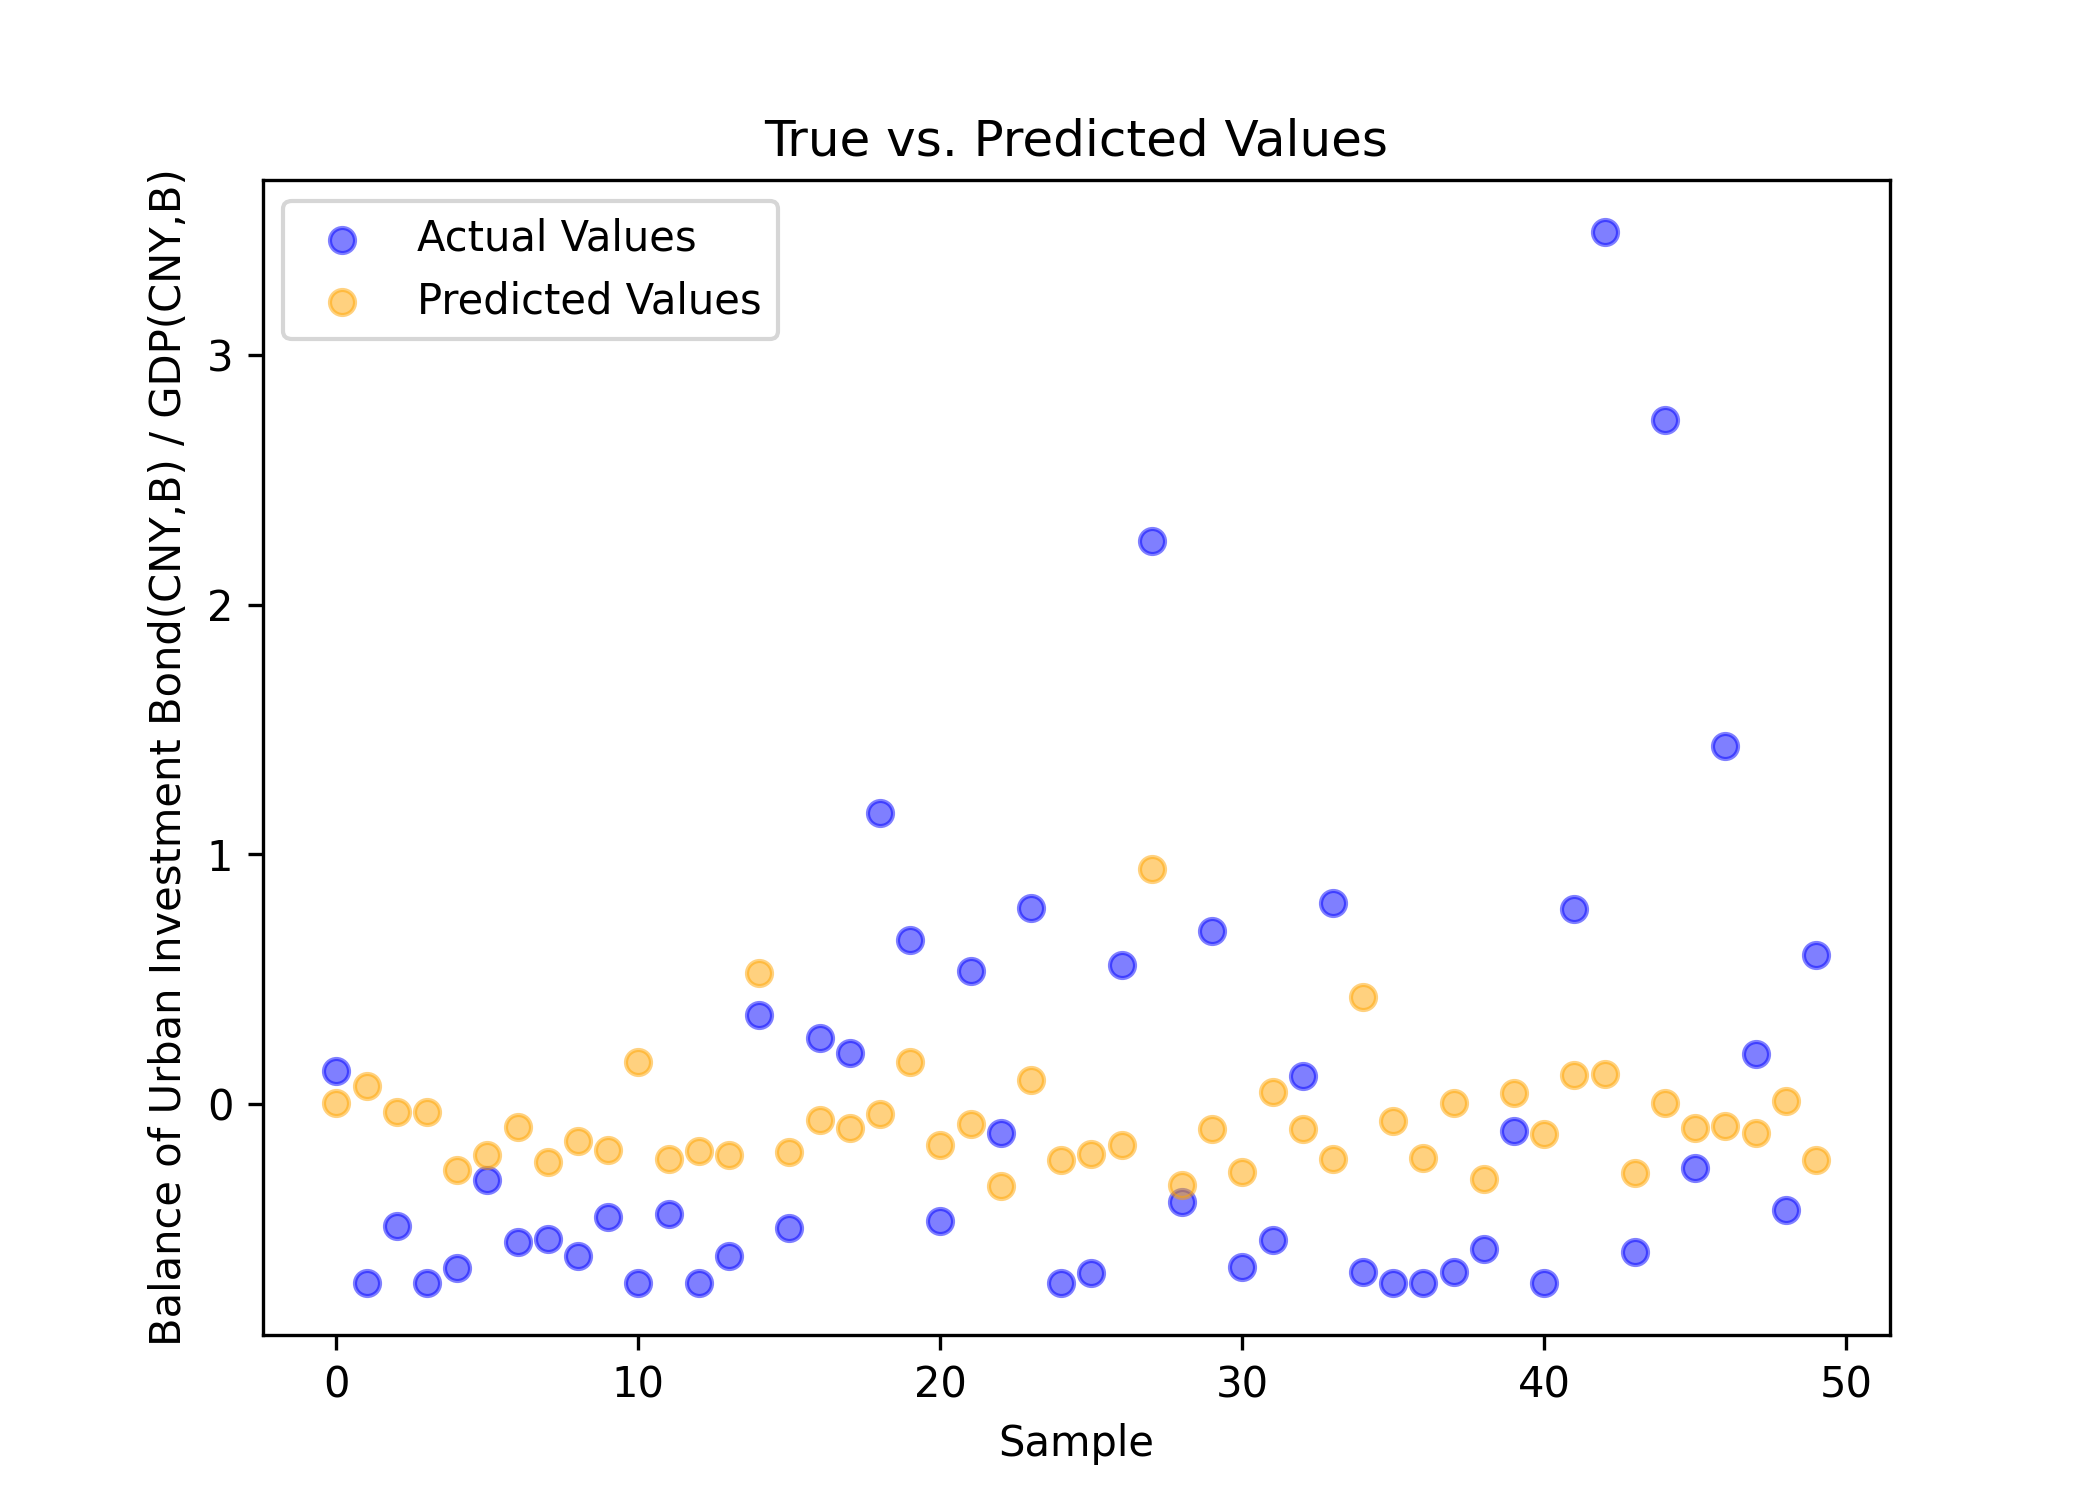 True vs. Predicted Values
Balance of Urban Investment Bond(CNY,B) / GDP(CNY,B)
Actual Values
Predicted Values
3
2
1
0
0 10 20 30 40 50
Sample